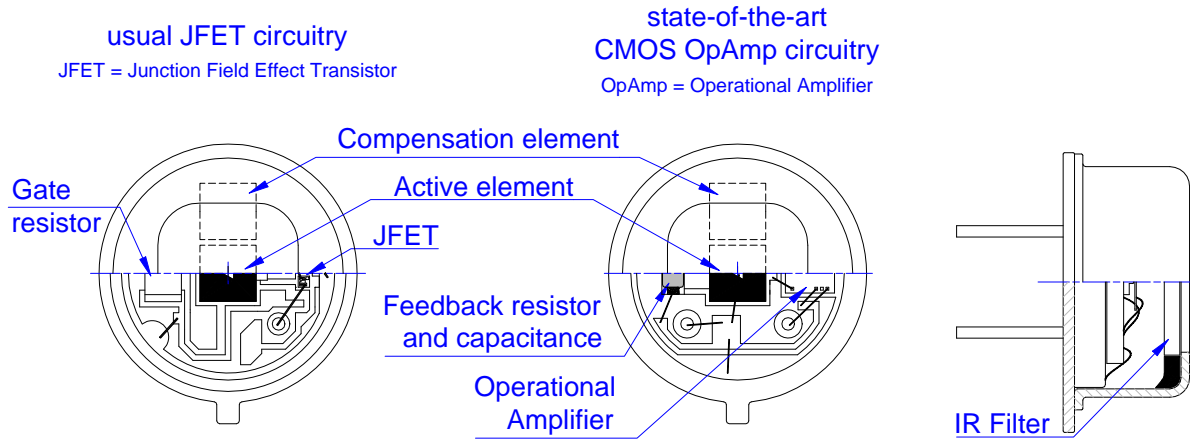 usual JFET circuitry
JFET = Junction Field Effect Transistor
state-of-the-art
CMOS OpAmp circuitry
OpAmp = Operational Amplifier
Compensation element
Active element
Gate
resistor
JFET
Feedback resistor
and capacitance
Operational
Amplifier
IR Filter